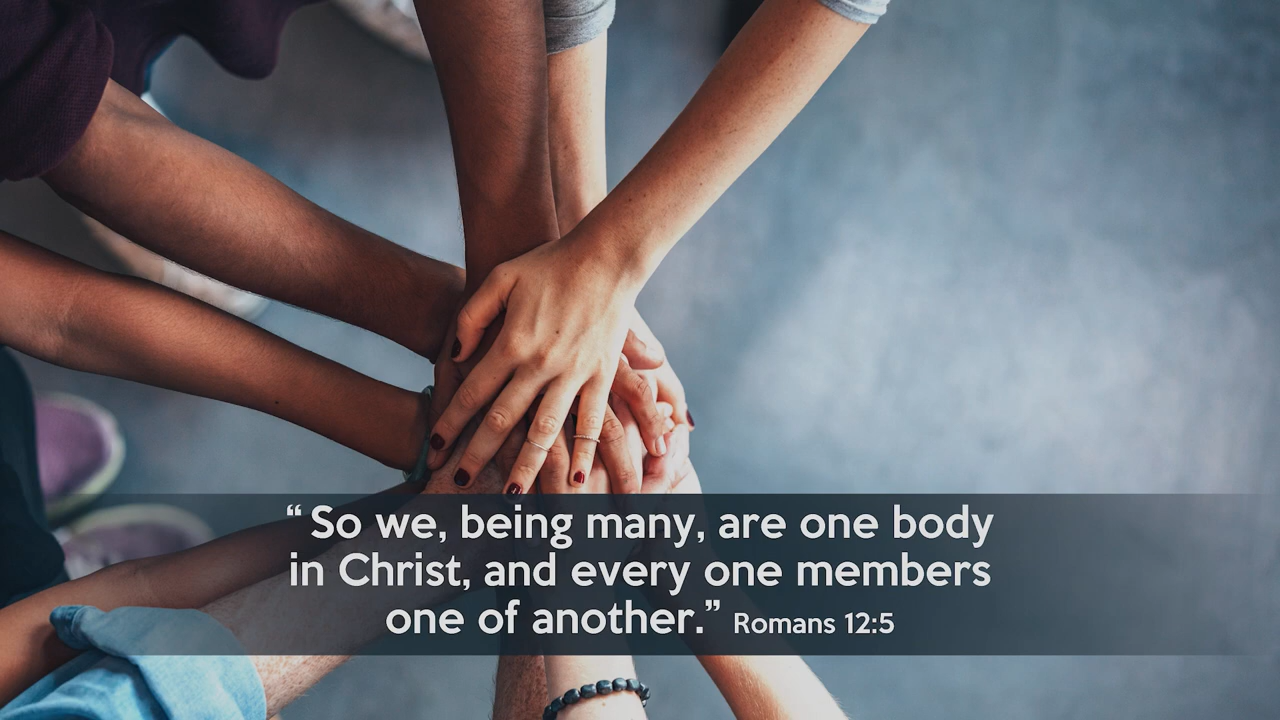 “ So we, being many, are one body
in Christ, and every one members
one of another.” Romans 12:5